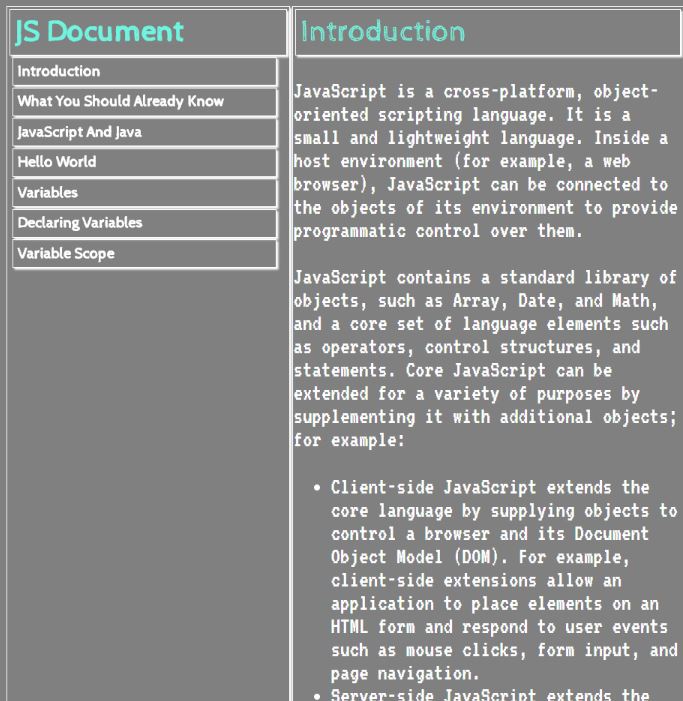 JS Document
Introduction
What You Should Already Know
JavaScript And Java
Hello World
Variables
Declaring Variables
Variable Scope
Introduction
JavaScript is a cross-platform, object-
oriented scripting language. It is a
small and lightweight language. Inside a
host environment (for example, a web
browser), JavaScript can be connected to
the objects of its environment to provide
programmatic control over them.
JavaScript contains a standard library of
objects, such as Array, Date, and Math,
and a core set of language elements such
as operators, control structures, and
statements. Core JavaScript can be
extended for a variety of purposes by
supplementing it with additional objects;
for example:
• Client-side JavaScript extends the
core language by supplying objects to
control a browser and its Document
Object Model (DOM). For example,
client-side extensions allow an
application to place elements on an
HTML form and respond to user events
such as mouse clicks, form input, and
page navigation.
• Server-side JavaScript extends the